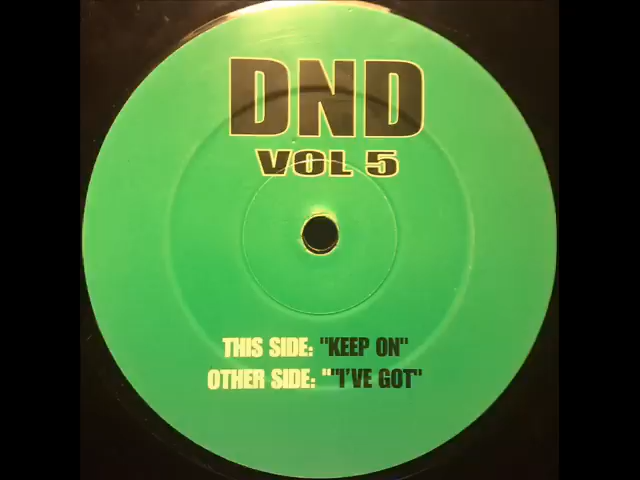 DND
VOL 5
THIS SIDE: "KEEP ON"
OTHER SIDE: ""I'VE GOT"